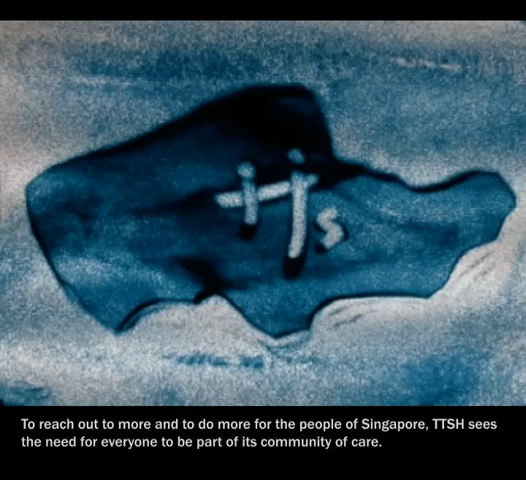 To reach out to more and to do more for the people of Singapore, TTSH sees
the need for everyone to be part of its community of care.